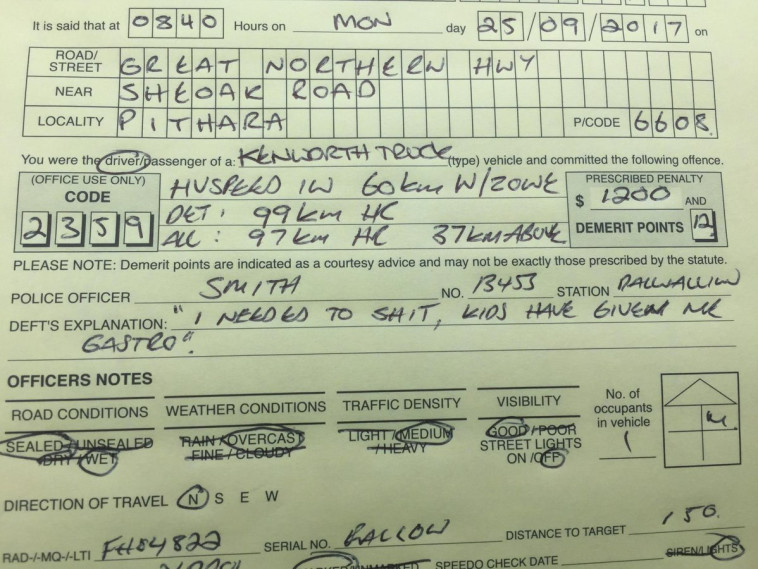 It is said that at 0840 Hours on MON day 25/09/2017 on
ROAD/STREET GREAT NORTHERN HWY
NEAR SHEOAK ROAD
LOCALITY PITHARA P/CODE 6608
You were the driver/passenger of a: KENWORTH TRUCK (type) vehicle and committed the following offence.
(OFFICE USE ONLY) CODE 2359
HVSPEED IN 60km W/ZONE
DET: 99km HC
ALL: 97km HC 37KMABOVE
PRESCRIBED PENALTY
$ 1200 AND
DEMERIT POINTS 12
PLEASE NOTE: Demerit points are indicated as a courtesy advice and may not be exactly those prescribed by the statute.
POLICE OFFICER SMITH NO. 13453 STATION DALWALLINU
DEFT'S EXPLANATION: "I NEEDED TO SHIT, KIDS HAVE GIVEN ME
GASTRO".
OFFICERS NOTES
ROAD CONDITIONS WEATHER CONDITIONS TRAFFIC DENSITY VISIBILITY No. of occupants in vehicle 1
SEALED/UNSEALED RAIN/OVERCAST LIGHT/MEDIUM GOOD/POOR
DRY/WET FINE/CLOUDY /HEAVY STREET LIGHTS
ON/OFF
DIRECTION OF TRAVEL N S E W
RAD-/-MQ-/-LTI SERIAL NO. DISTANCE TO TARGET 150.
SPEEDO CHECK DATE SIREN/LIGHTS